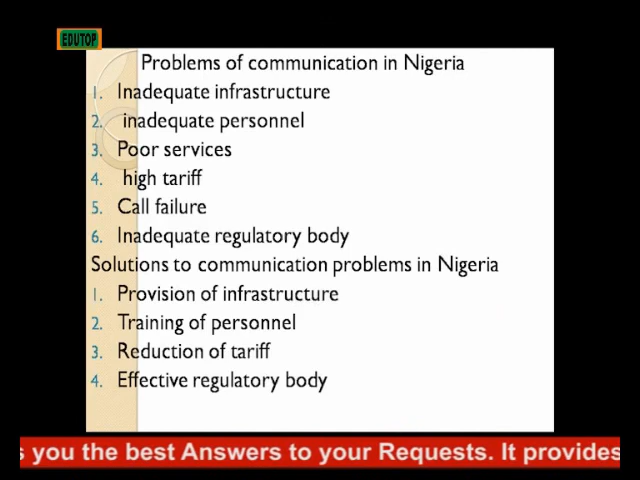 EDUTOP
Problems of communication in Nigeria
1. Inadequate infrastructure
2. inadequate personnel
3. Poor services
4. high tariff
5. Call failure
6. Inadequate regulatory body
Solutions to communication problems in Nigeria
1. Provision of infrastructure
2. Training of personnel
3. Reduction of tariff
4. Effective regulatory body
s you the best Answers to your Requests. It provides